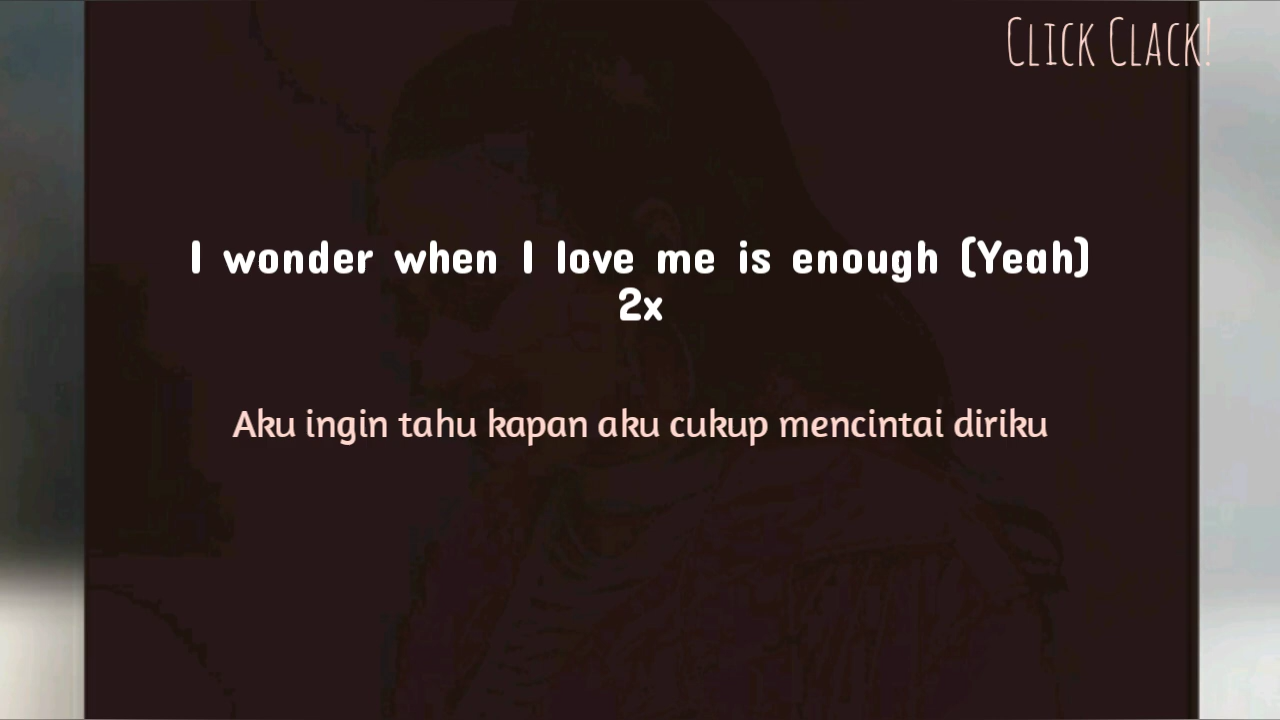 Click Clack!
I wonder when I love me is enough (Yeah)
2x
Aku ingin tahu kapan aku cukup mencintai diriku